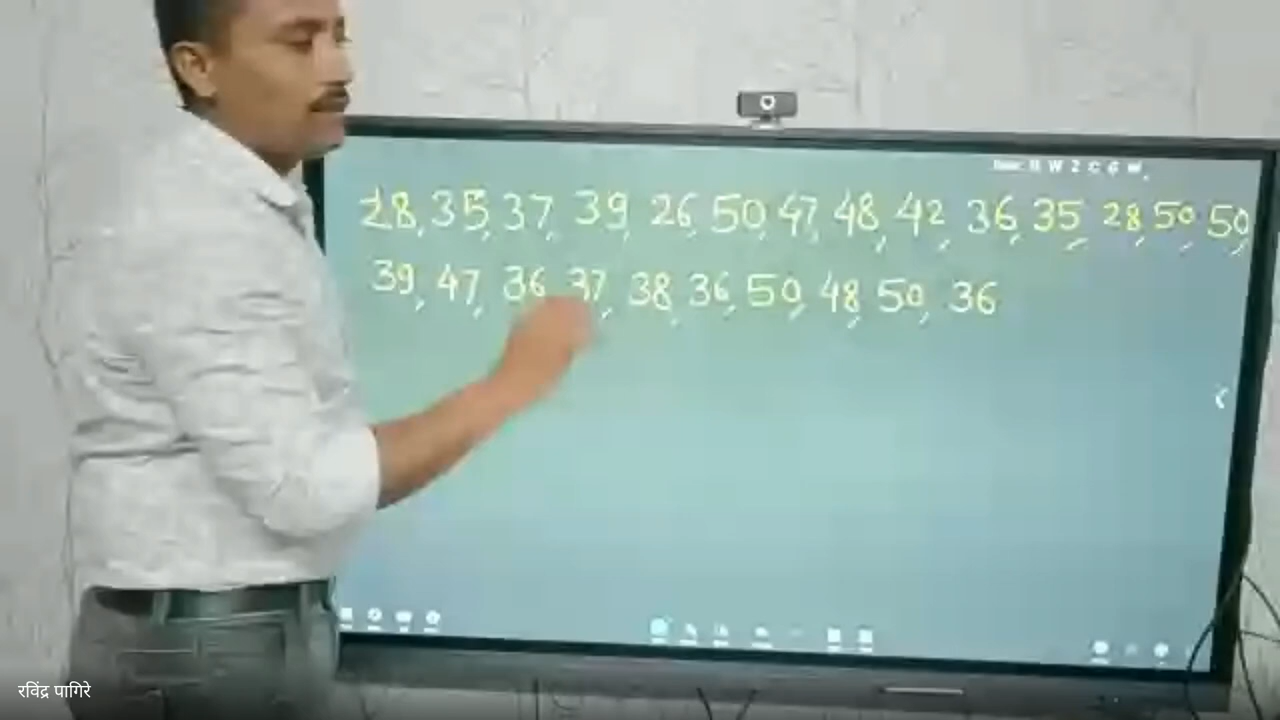 28, 35, 37, 39, 26, 50, 47, 48, 42, 36, 35, 28, 50, 50,
39, 47, 36, 37, 38, 36, 50, 48, 50, 36
रविंद्र पागिरे